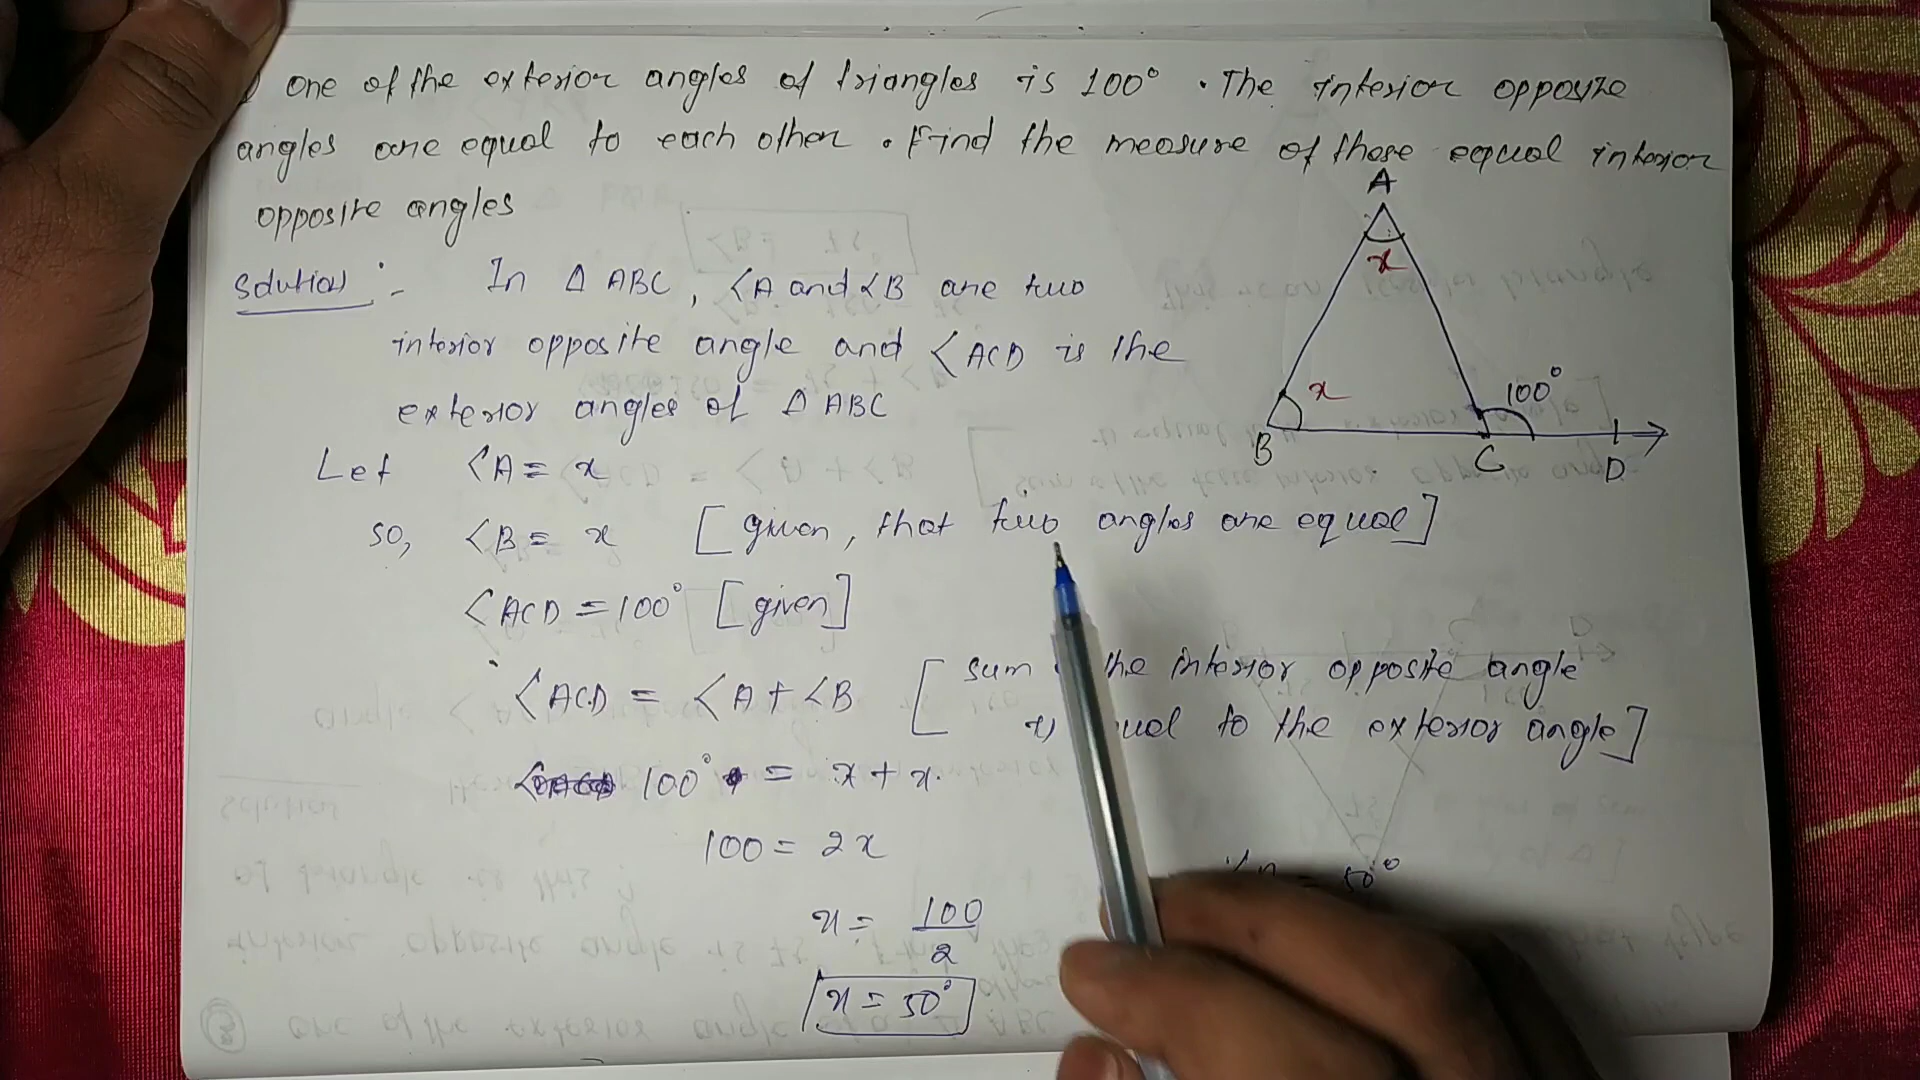 one of the exterior angles of triangles is 100° . The interior opposite
angles are equal to each other . Find the measure of those equal interior
opposite angles
Solution :- In Δ ABC , ∠A and ∠B are two
interior opposite angle and ∠ACD is the
exterior angles of Δ ABC
Let ∠A = x
so, ∠B = x [given, that two angles are equal]
∠ACD = 100° [given]
∠ACD = ∠A + ∠B [sum the interior opposite angle
to the exterior angle]
100° = x + x
100 = 2x
x = 100/2
x = 50°
= 50°
A
x
x
100°
B
C
D